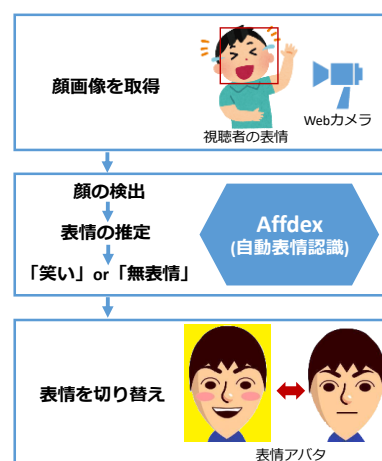 顔画像を取得
Webカメラ
視聴者の表情
顔の検出
表情の推定
「笑い」or「無表情」
Affdex
(自動表情認識)
表情を切り替え
表情アバタ